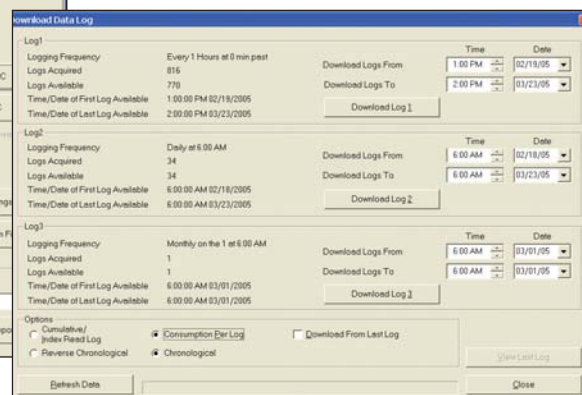 Download Data Log
Log1
Logging Frequency Every 1 Hours at 0 min past
Logs Acquired 816
Logs Available 770
Time/Date of First Log Available 1:00:00 PM 02/19/2005
Time/Date of Last Log Available 2:00:00 PM 03/23/2005
Time Date
Download Logs From 1:00 PM 02/19/05
Download Logs To 2:00 PM 03/23/05
Download Log 1
Log2
Logging Frequency Daily at 6:00 AM
Logs Acquired 34
Logs Available 34
Time/Date of First Log Available 6:00:00 AM 02/18/2005
Time/Date of Last Log Available 6:00:00 AM 03/23/2005
Time Date
Download Logs From 6:00 AM 02/18/05
Download Logs To 6:00 AM 03/23/05
Download Log 2
Log3
Logging Frequency Monthly on the 1 at 6:00 AM
Logs Acquired 1
Logs Available 1
Time/Date of First Log Available 6:00:00 AM 03/01/2005
Time/Date of Last Log Available 6:00:00 AM 03/01/2005
Time Date
Download Logs From 6:00 AM 03/01/05
Download Logs To 6:00 AM 03/01/05
Download Log 3
Options
Cumulative/
Index Read Log
Consumption Per Log
Download From Last Log
Reverse Chronological
Chronological
View Last Log
Refresh Data
Close